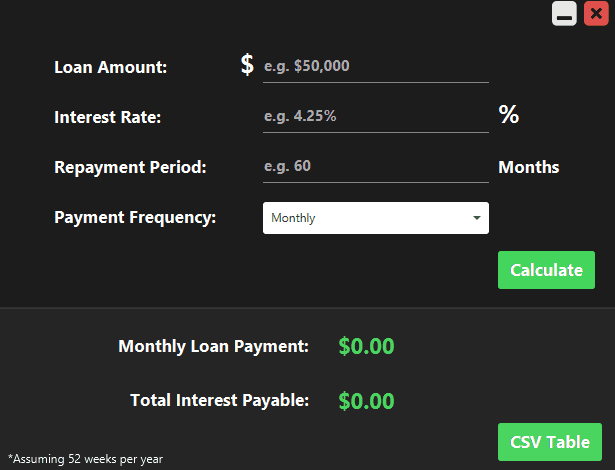 Loan Amount: $ e.g. $50,000
Interest Rate: e.g. 4.25% %
Repayment Period: e.g. 60 Months
Payment Frequency: Monthly
Calculate
Monthly Loan Payment: $0.00
Total Interest Payable: $0.00
CSV Table
*Assuming 52 weeks per year